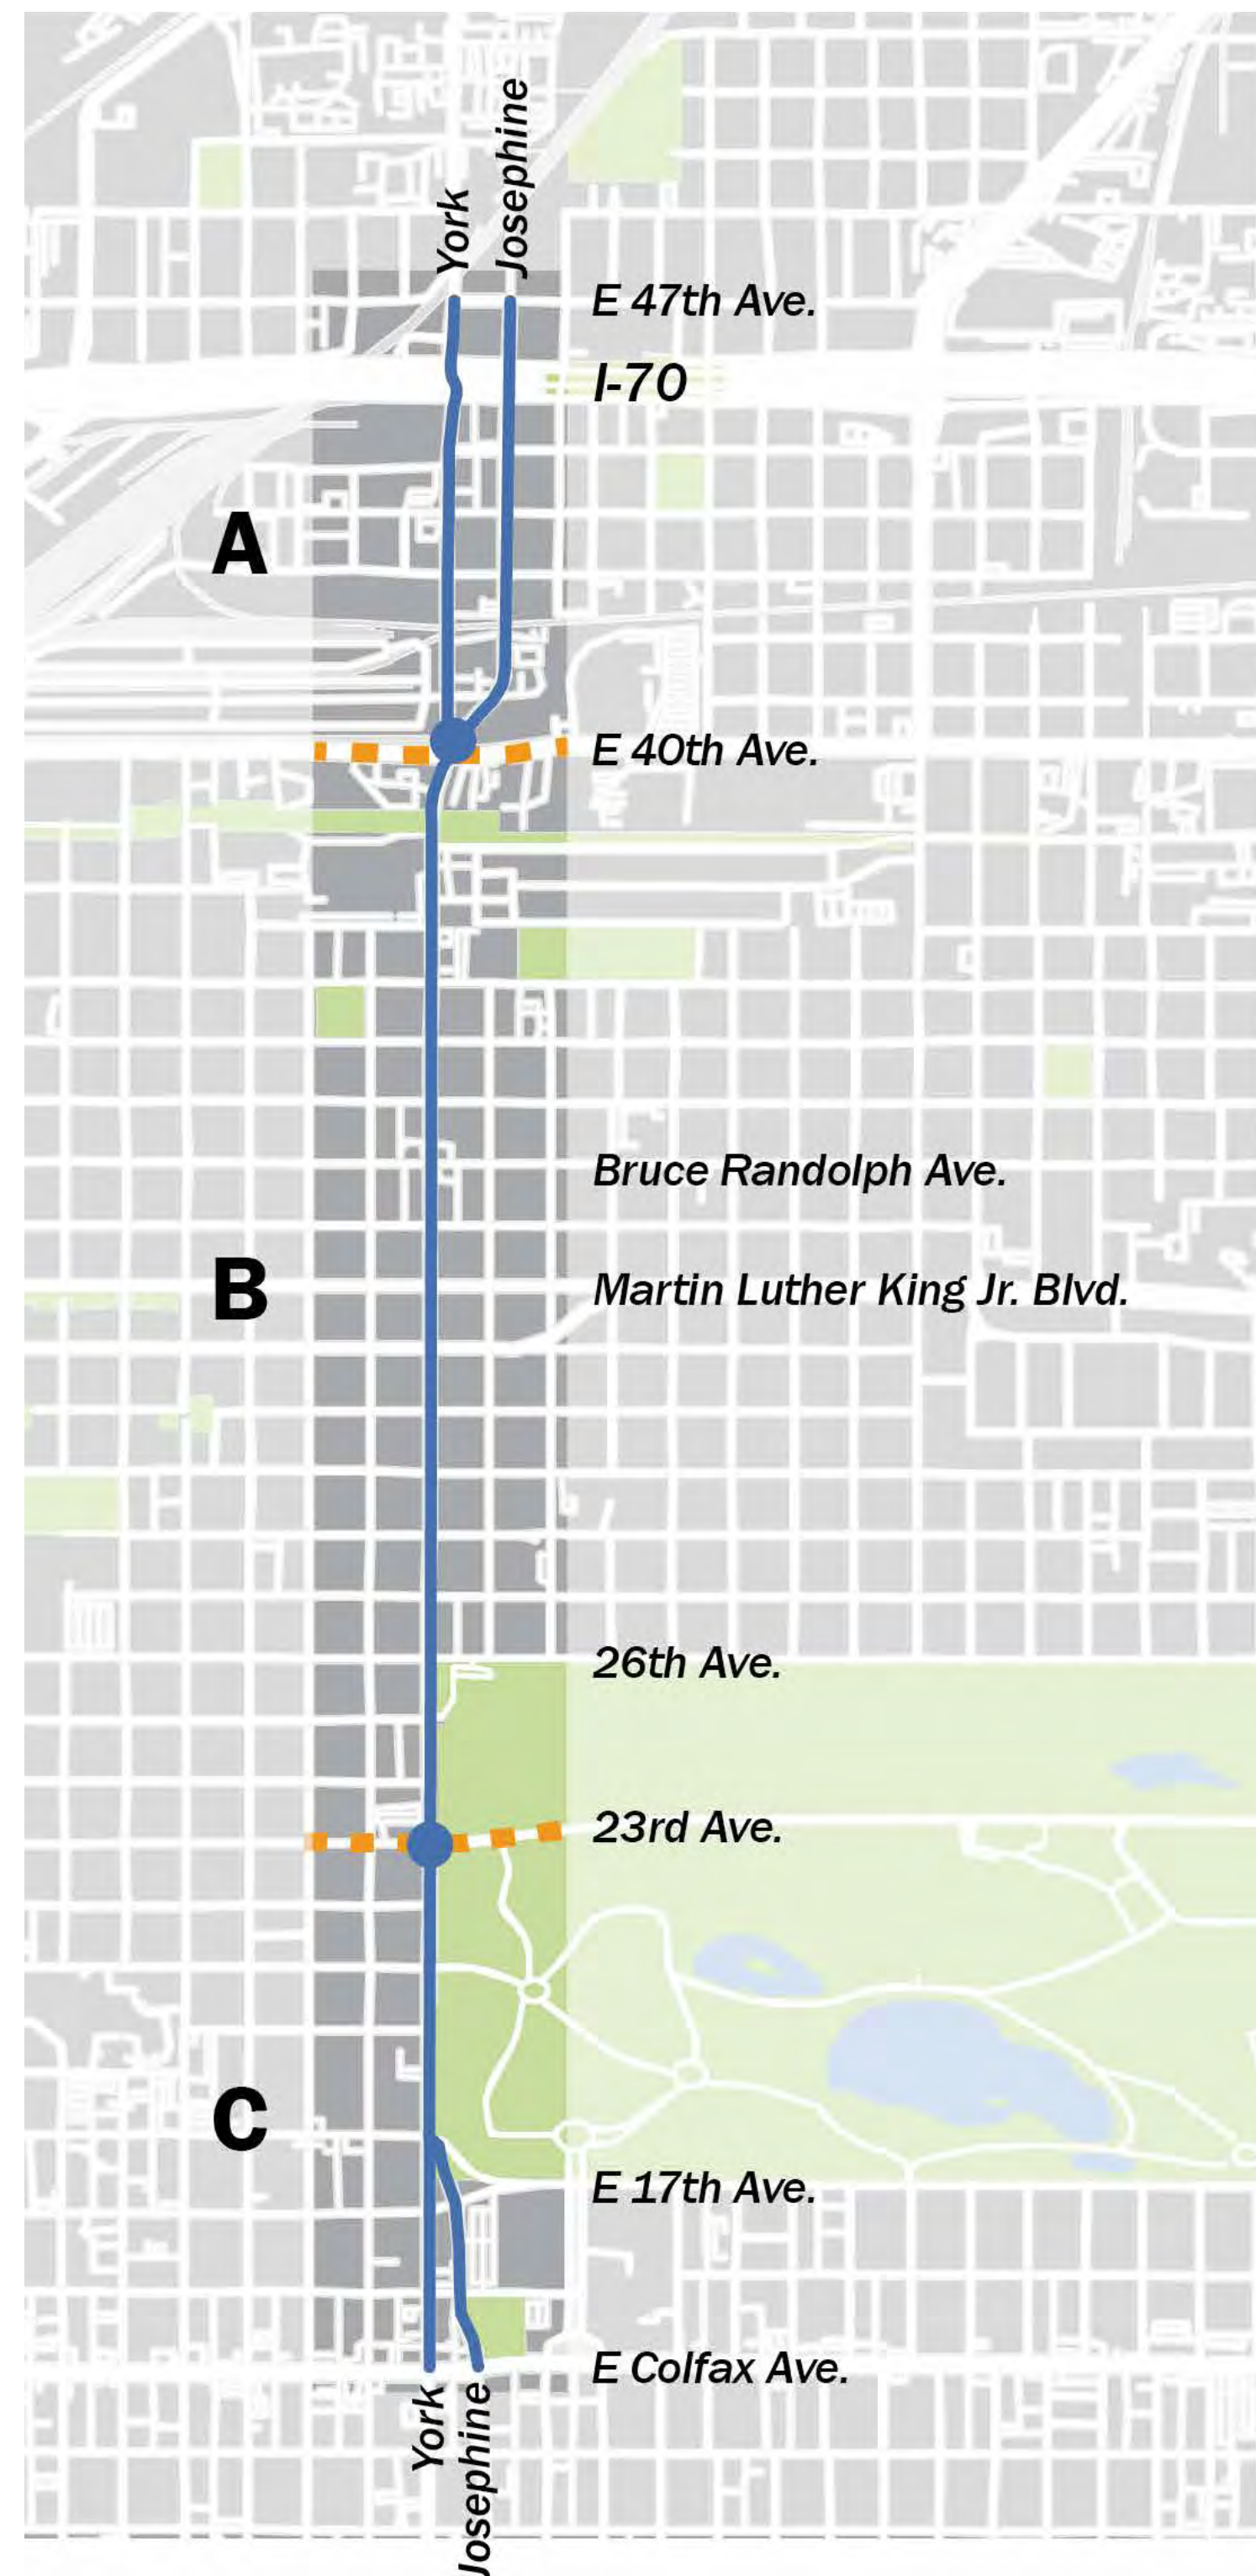 York
Josephine
E 47th Ave.
I-70
A
E 40th Ave.
Bruce Randolph Ave.
B
Martin Luther King Jr. Blvd.
26th Ave.
23rd Ave.
C
E 17th Ave.
E Colfax Ave.
York
Josephine